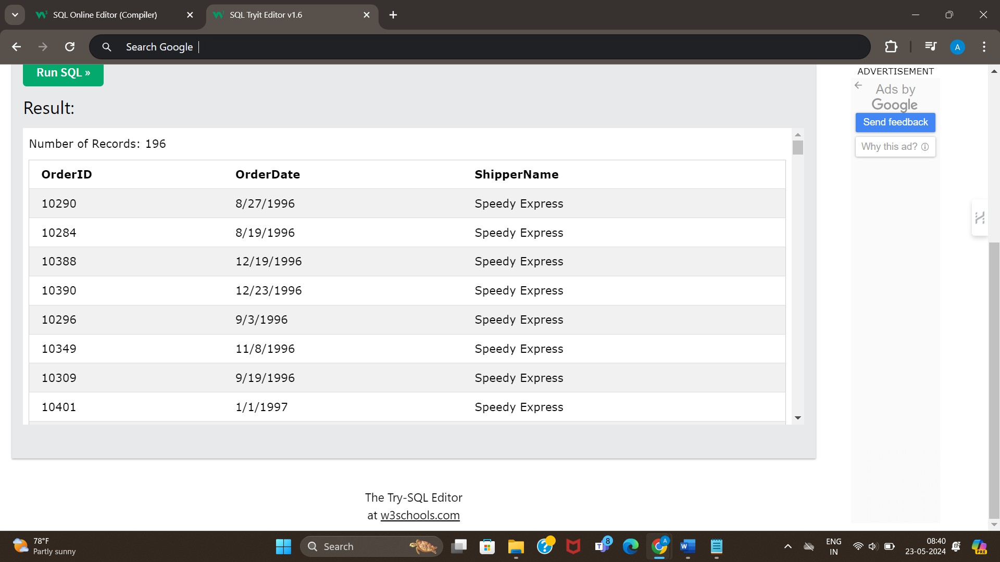 SQL Online Editor (Compiler)
SQL Tryit Editor v1.6
Search Google
A
Run SQL »
ADVERTISEMENT
Ads by
Google
Send feedback
Why this ad?
Result:
Number of Records: 196
OrderID OrderDate ShipperName
10290 8/27/1996 Speedy Express
10284 8/19/1996 Speedy Express
10388 12/19/1996 Speedy Express
10390 12/23/1996 Speedy Express
10296 9/3/1996 Speedy Express
10349 11/8/1996 Speedy Express
10309 9/19/1996 Speedy Express
10401 1/1/1997 Speedy Express
The Try-SQL Editor
at w3schools.com
78°F
Partly sunny
Search
8
A
ENG
IN
08:40
23-05-2024
PRE